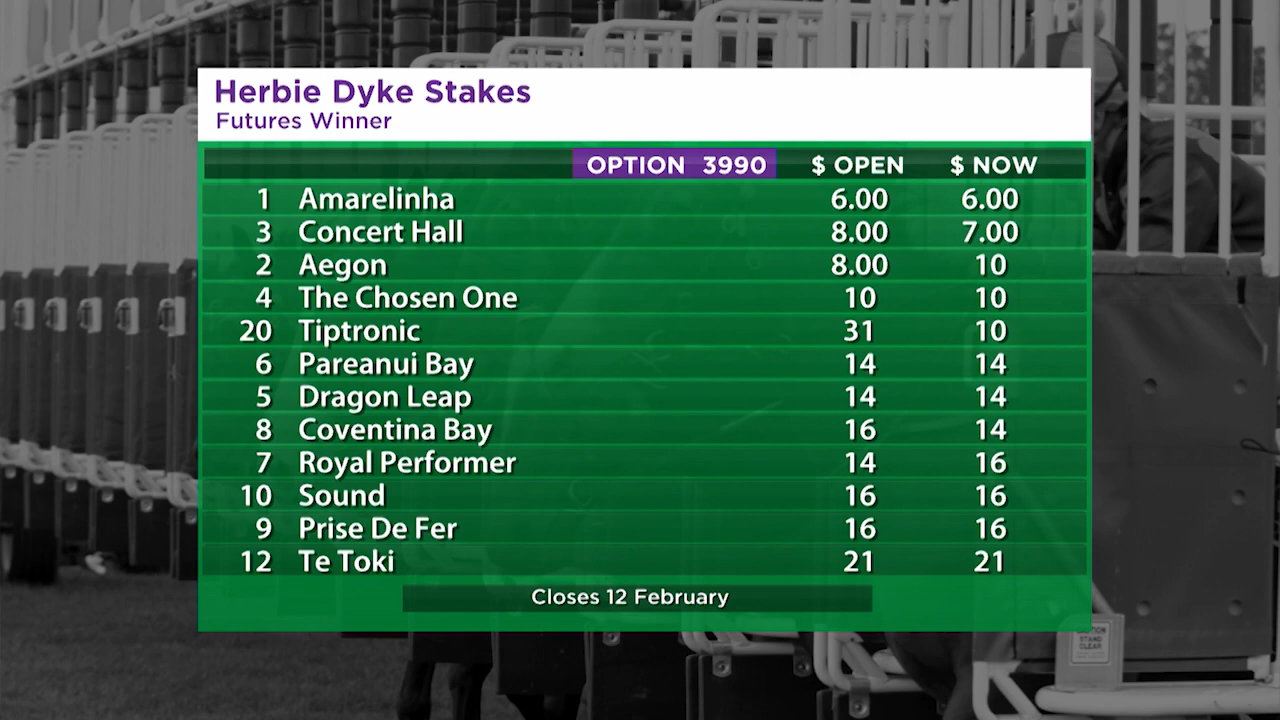 Herbie Dyke Stakes
Futures Winner
OPTION 3990 $ OPEN $ NOW
1 Amarelinha 6.00 6.00
3 Concert Hall 8.00 7.00
2 Aegon 8.00 10
4 The Chosen One 10 10
20 Tiptronic 31 10
6 Pareanui Bay 14 14
5 Dragon Leap 14 14
8 Coventina Bay 16 14
7 Royal Performer 14 16
10 Sound 16 16
9 Prise De Fer 16 16
12 Te Toki 21 21
Closes 12 February
CAUTION
STAND
CLEAR